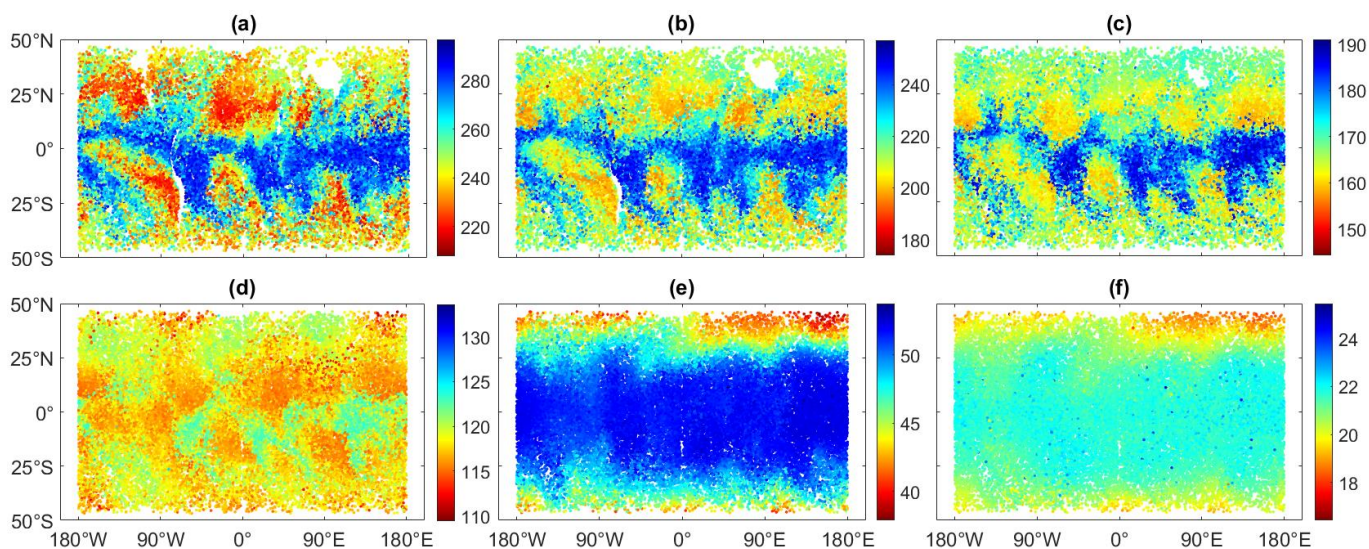 (a) (b) (c)
50°N 25°N 0° 25°S 50°S
280 260 240 220
240 220 200 180
190 180 170 160 150
(d) (e) (f)
50°N 25°N 0° 25°S 50°S
130 125 120 115 110
50 45 40
24 22 20 18
180°W 90°W 0° 90°E 180°E 180°W 90°W 0° 90°E 180°E 180°W 90°W 0° 90°E 180°E